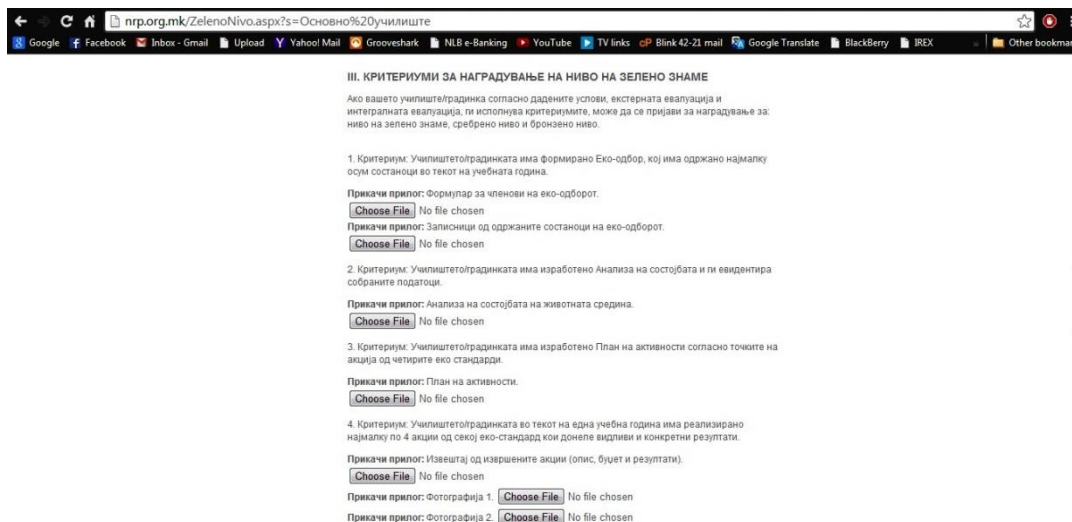 nrp.org.mk/ZelenoNivo.aspx?s=Основно%20училиште
Google Facebook Inbox - Gmail Upload Yahoo! Mail Grooveshark NLB e-Banking YouTube TV links Blink 42-21 mail Google Translate BlackBerry IREX Other bookmar
III. КРИТЕРИУМИ ЗА НАГРАДУВАЊЕ НА НИВО НА ЗЕЛЕНО ЗНАМЕ
Ако вашето училиште/градинка согласно дадените услови, екстерната евалуација и
интегралната евалуација, ги исполнува критериумите, може да се пријави за наградување за:
ниво на зелено знаме, сребрено ниво и бронзено ниво.
1. Критериум: Училиштето/градинката има формирано Еко-одбор, кој има одржано најмалку
осум состаноци во текот на учебната година.
Прикачи прилог: Формулар за членови на еко-одборот.
Choose File No file chosen
Прикачи прилог: Записници од одржаните состаноци на еко-одборот.
Choose File No file chosen
2. Критериум: Училиштето/градинката има изработено Анализа на состојбата и ги евидентира
собраните податоци.
Прикачи прилог: Анализа на состојбата на животната средина.
Choose File No file chosen
3. Критериум: Училиштето/градинката има изработено План на активности согласно точките на
акција од четирите еко стандарди.
Прикачи прилог: План на активности.
Choose File No file chosen
4. Критериум: Училиштето/градинката во текот на една учебна година има реализирано
најмалку по 4 акции од секој еко-стандард кои донеле видливи и конкретни резултати.
Прикачи прилог: Извештај од извршените акции (опис, буџет и резултати).
Choose File No file chosen
Прикачи прилог: Фотографија 1. Choose File No file chosen
Прикачи прилог: Фотографија 2. Choose File No file chosen